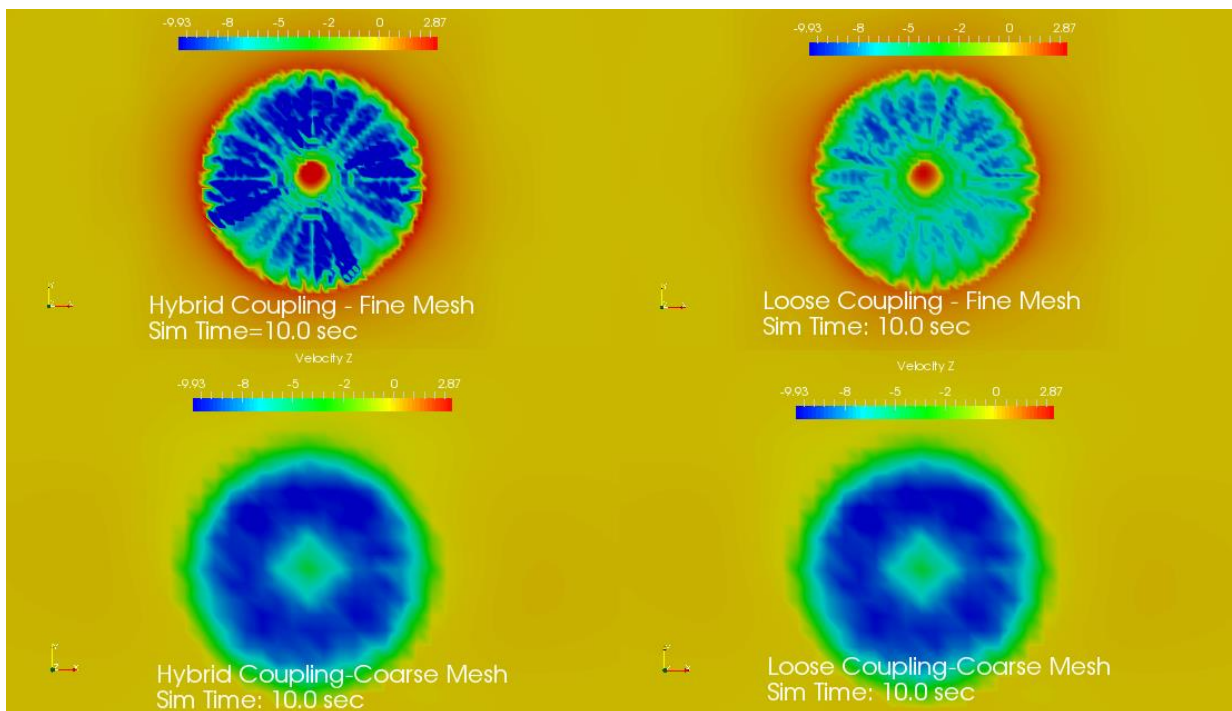 -9.93 -8 -5 -2 0 2.87
-9.93 -8 -5 -2 0 2.87
Hybrid Coupling - Fine Mesh
Sim Time=10.0 sec
Loose Coupling - Fine Mesh
Sim Time: 10.0 sec
Velocity Z
-9.93 -8 -5 -2 0 2.87
Velocity Z
-9.93 -8 -5 -2 0 2.87
Hybrid Coupling-Coarse Mesh
Sim Time: 10.0 sec
Loose Coupling-Coarse Mesh
Sim Time: 10.0 sec